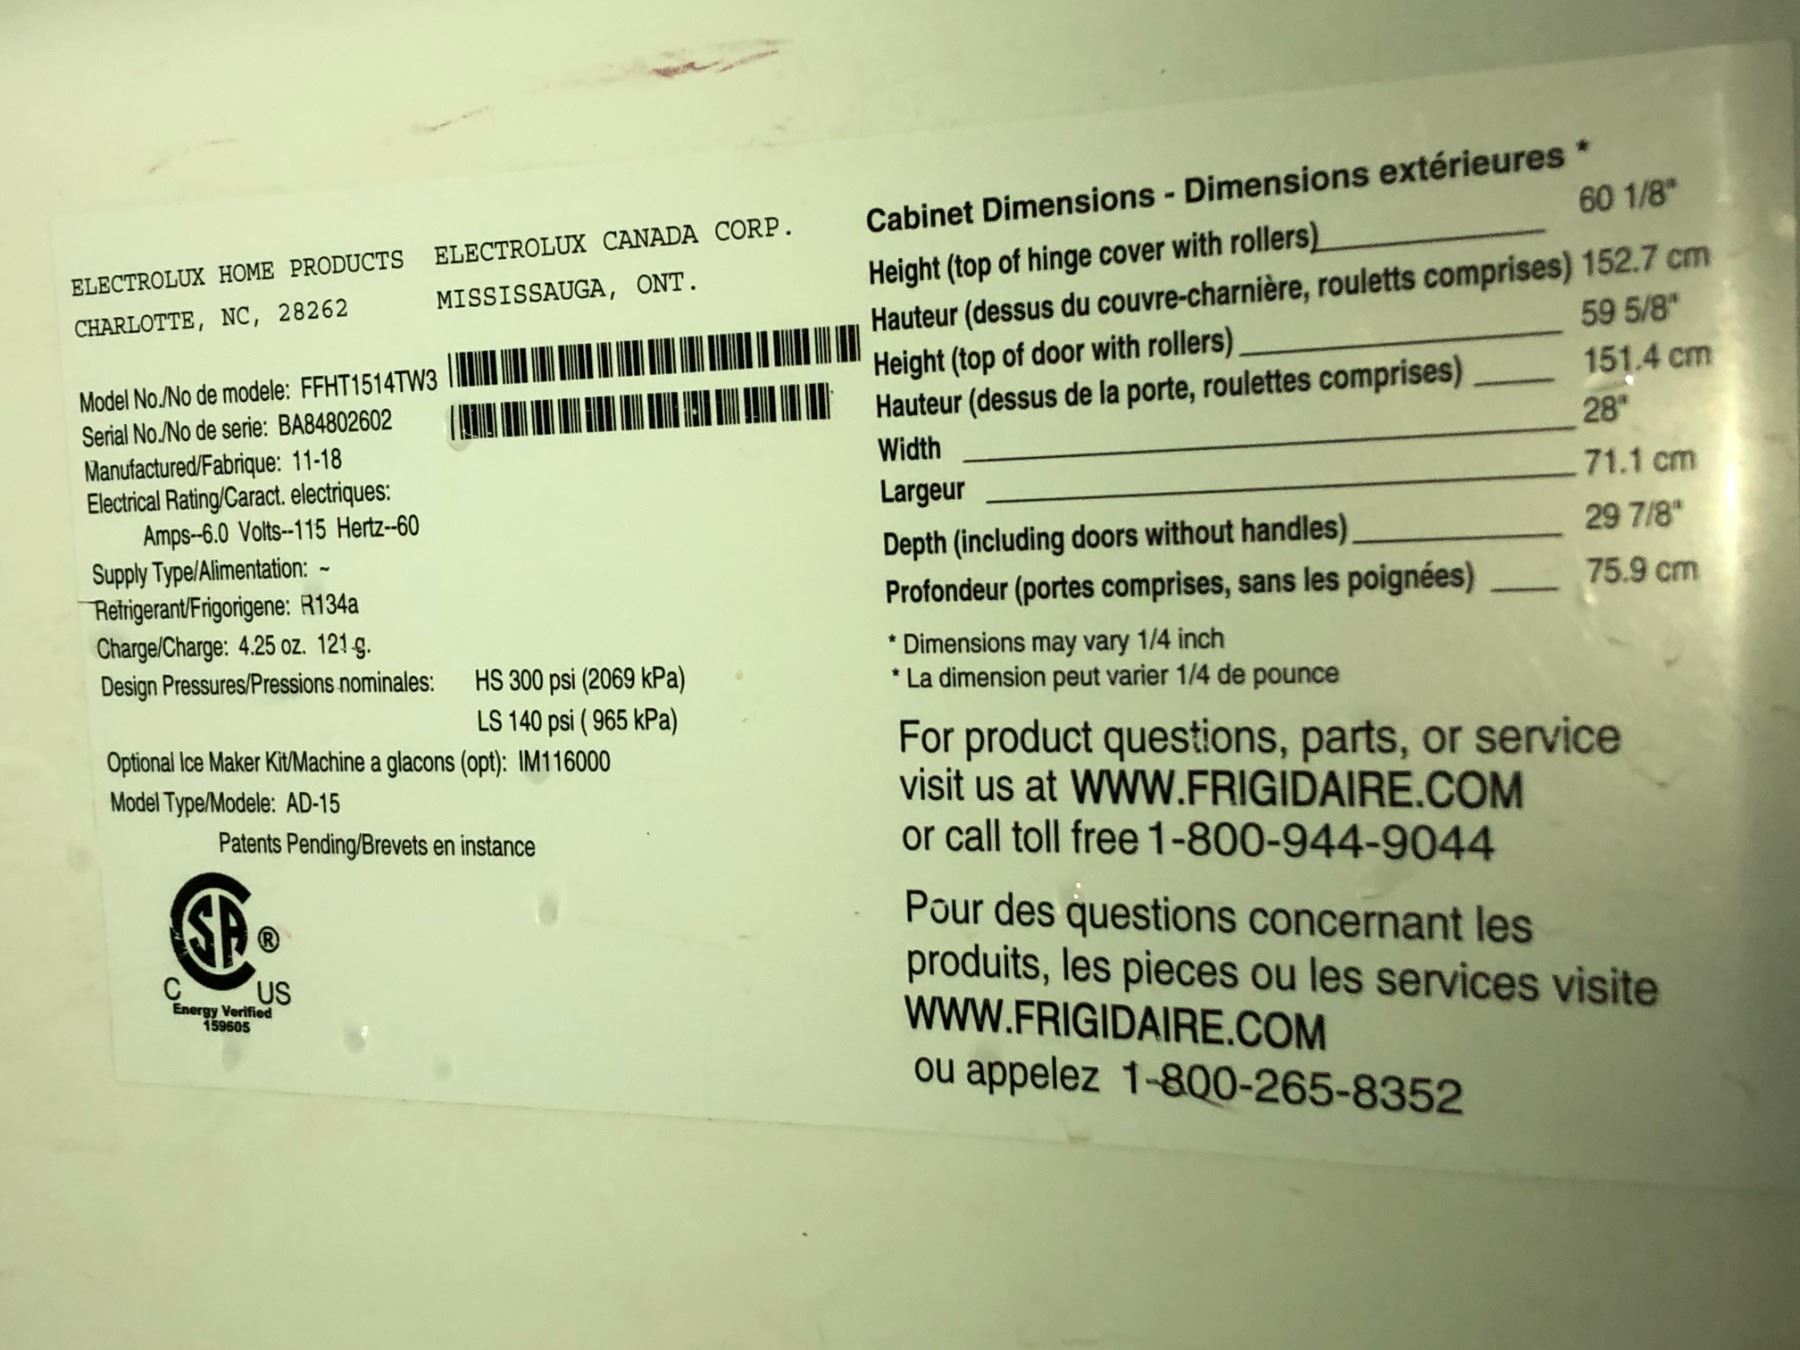 ELECTROLUX HOME PRODUCTS ELECTROLUX CANADA CORP.
CHARLOTTE, NC, 28262 MISSISSAUGA, ONT.
Model No./No de modele: FFHT1514TW3
Serial No./No de serie: BA84802602
Manufactured/Fabrique: 11-18
Electrical Rating/Caract. electriques:
Amps--6.0 Volts--115 Hertz--60
Supply Type/Alimentation: ~
Refrigerant/Frigorigene: R134a
Charge/Charge: 4.25 oz. 121 g.
Design Pressures/Pressions nominales: HS 300 psi (2069 kPa)
LS 140 psi ( 965 kPa)
Optional Ice Maker Kit/Machine a glacons (opt): IM116000
Model Type/Modele: AD-15
Patents Pending/Brevets en instance
SA ®
C US
Energy Verified
159605
Cabinet Dimensions - Dimensions extérieures *
Height (top of hinge cover with rollers) 60 1/8"
Hauteur (dessus du couvre-charnière, rouletts comprises) 152.7 cm
Height (top of door with rollers) 59 5/8"
Hauteur (dessus de la porte, roulettes comprises) 151.4 cm
Width 28"
Largeur 71.1 cm
Depth (including doors without handles) 29 7/8"
Profondeur (portes comprises, sans les poignées) 75.9 cm
* Dimensions may vary 1/4 inch
* La dimension peut varier 1/4 de pounce
For product questions, parts, or service
visit us at WWW.FRIGIDAIRE.COM
or call toll free 1-800-944-9044
Pour des questions concernant les
produits, les pieces ou les services visite
WWW.FRIGIDAIRE.COM
ou appelez 1-800-265-8352